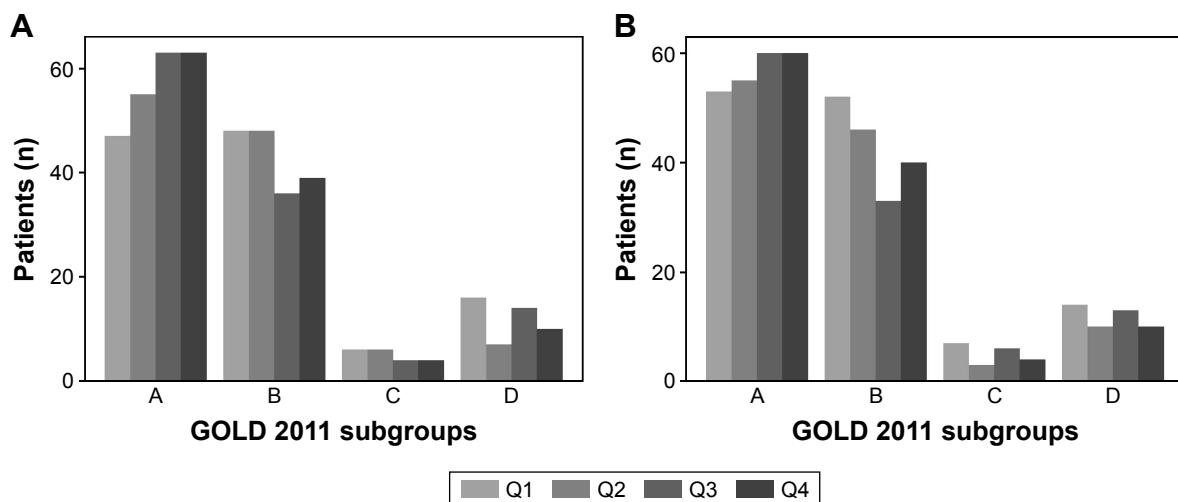 A
Patients (n)
60
40
20
0
A B C D
GOLD 2011 subgroups
B
Patients (n)
60
40
20
0
A B C D
GOLD 2011 subgroups
Q1 Q2 Q3 Q4